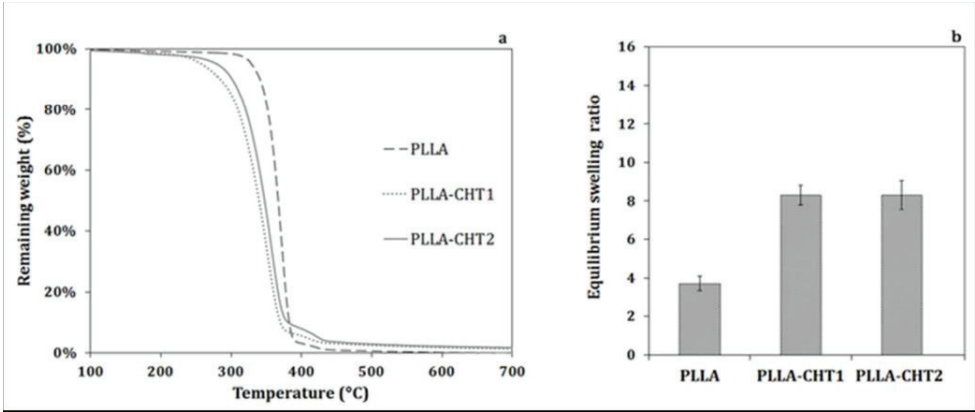 a
100%
80%
60%
40%
20%
0%
Remaining weight (%)
PLLA
PLLA-CHT1
PLLA-CHT2
100 200 300 400 500 600 700
Temperature (°C)
b
16
14
12
10
8
6
4
2
0
Equilibrium swelling ratio
PLLA PLLA-CHT1 PLLA-CHT2